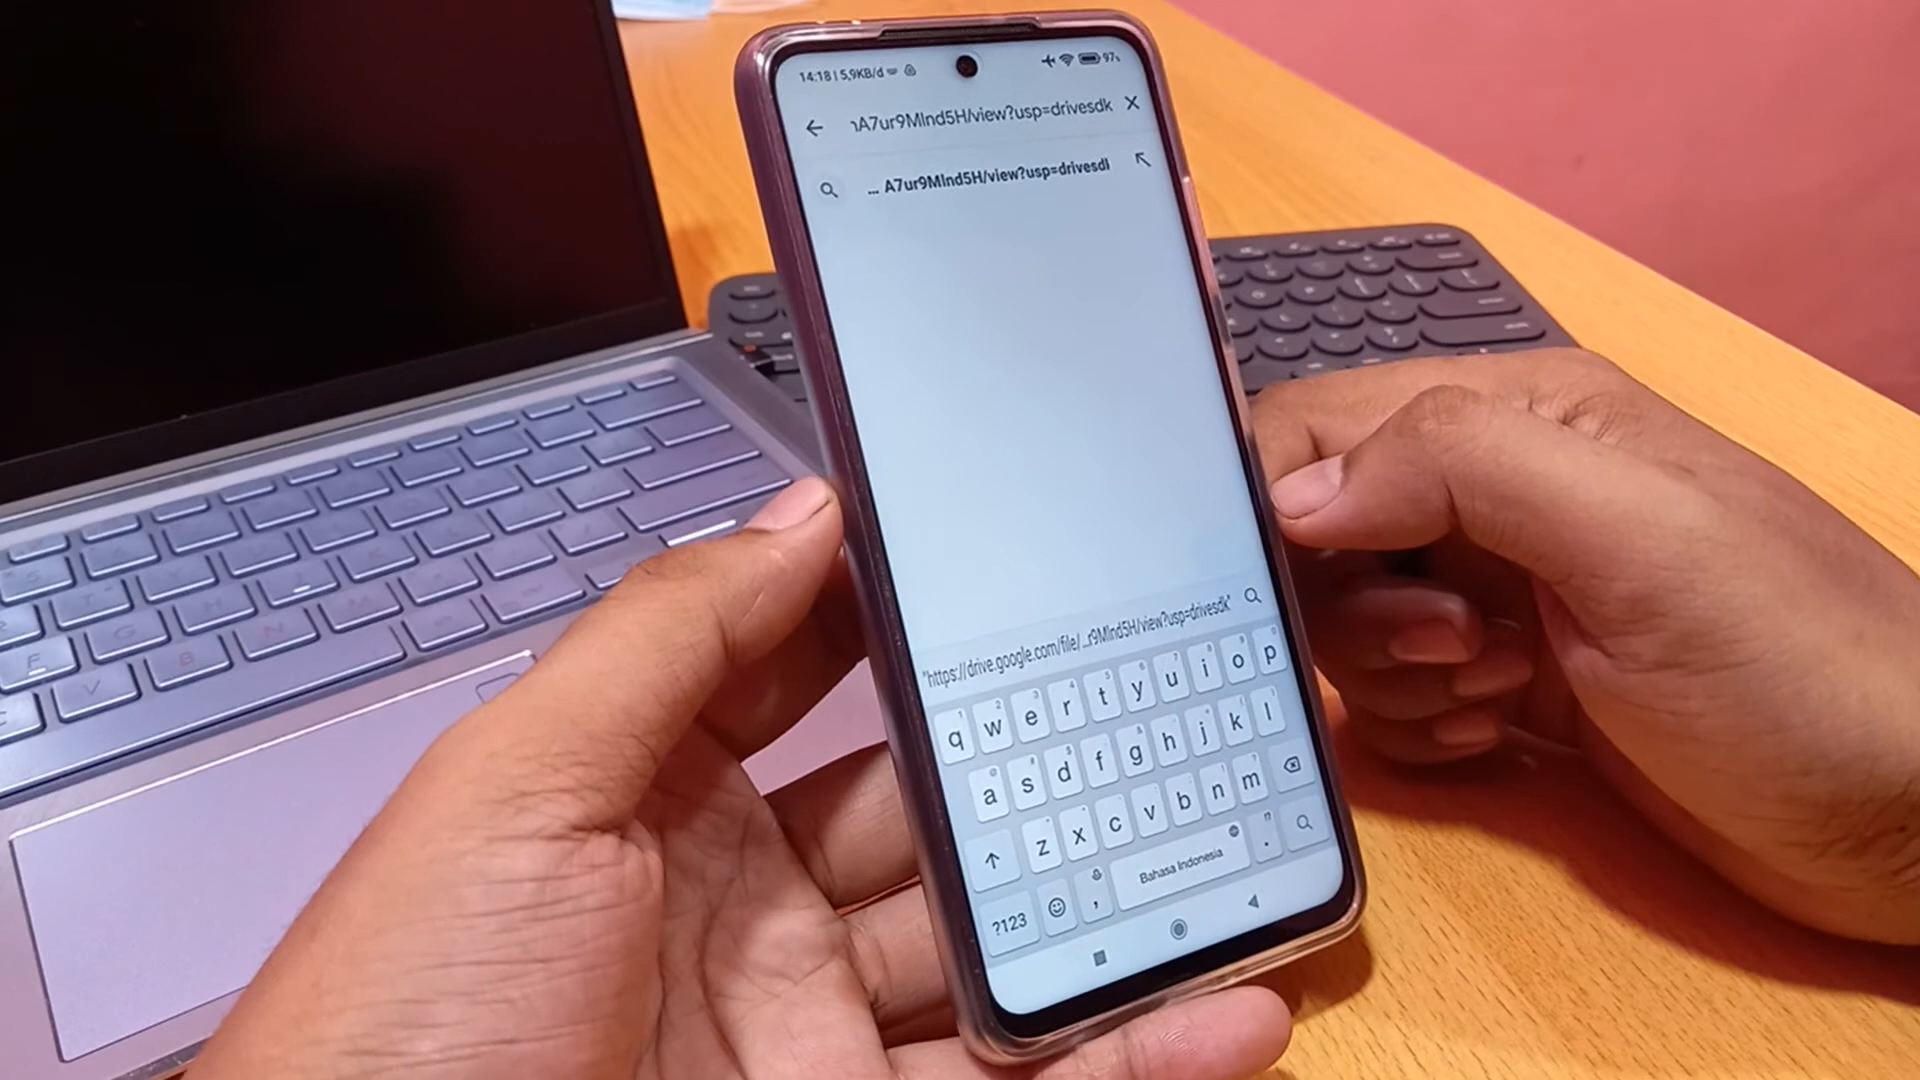 14:18 | 5,9KB/d
97%
ıA7ur9MInd5H/view?usp=drivesdk
... A7ur9MInd5H/view?usp=drivesdl
"https://drive.google.com/file/...r9MInd5H/view?usp=drivesdk"
q w e r t y u i o p
a s d f g h j k l
z x c v b n m
?123 , Bahasa Indonesia .